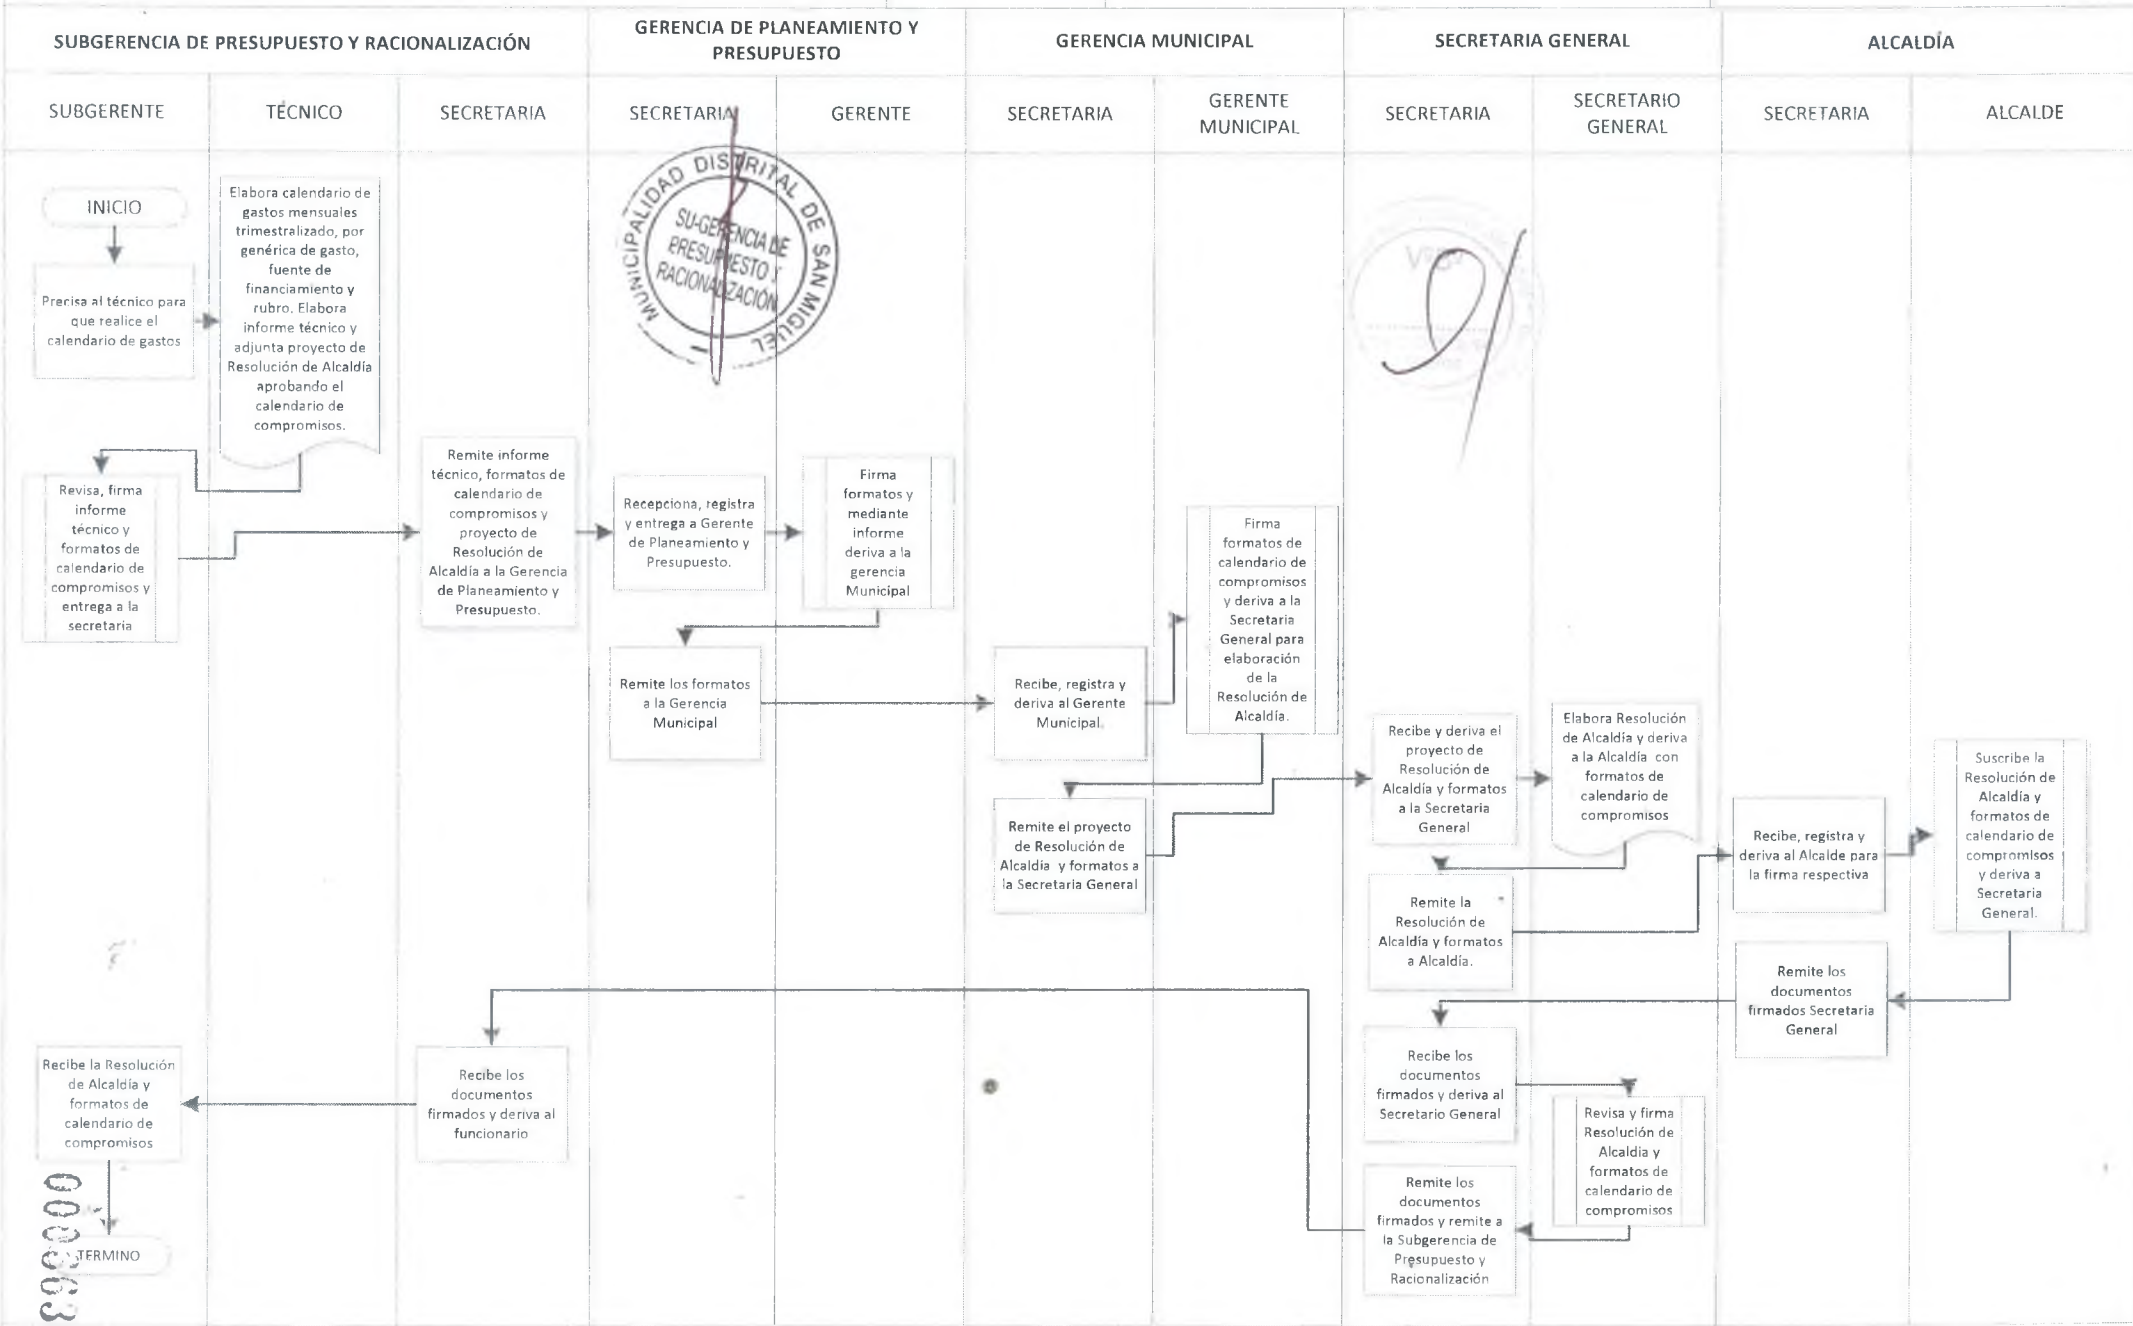 SUBGERENCIA DE PRESUPUESTO Y RACIONALIZACIÓN
GERENCIA DE PLANEAMIENTO Y
PRESUPUESTO
GERENCIA MUNICIPAL
SECRETARIA GENERAL
ALCALDÍA
SUBGERENTE
TÉCNICO
SECRETARIA
SECRETARIA
GERENTE
SECRETARIA
GERENTE
MUNICIPAL
SECRETARIA
SECRETARIO
GENERAL
SECRETARIA
ALCALDE
INICIO
Precisa al técnico para
que realice el
calendario de gastos
Elabora calendario de
gastos mensuales
trimestralizado, por
genérica de gasto,
fuente de
financiamiento y
rubro. Elabora
informe técnico y
adjunta proyecto de
Resolución de Alcaldía
aprobando el
calendario de
compromisos.
MUNICIPALIDAD DISTRITAL DE SAN MIGUEL
SU-GERENCIA DE
PRESUPUESTO Y
RACIONALIZACIÓN
Revisa, firma
informe
técnico y
formatos de
calendario de
compromisos y
entrega a la
secretaria
Remite informe
técnico, formatos de
calendario de
compromisos y
proyecto de
Resolución de
Alcaldía a la Gerencia
de Planeamiento y
Presupuesto.
Recepciona, registra
y entrega a Gerente
de Planeamiento y
Presupuesto.
Firma
formatos y
mediante
informe
deriva a la
gerencia
Municipal
Remite los formatos
a la Gerencia
Municipal
Recibe, registra y
deriva al Gerente
Municipal.
Firma
formatos de
calendario de
compromisos
y deriva a la
Secretaria
General para
elaboración
de la
Resolución de
Alcaldía.
Remite el proyecto
de Resolución de
Alcaldía y formatos a
la Secretaria General
Recibe y deriva el
proyecto de
Resolución de
Alcaldía y formatos
a la Secretaria
General
Elabora Resolución
de Alcaldía y deriva
a la Alcaldía con
formatos de
calendario de
compromisos
Remite la
Resolución de
Alcaldía y formatos
a Alcaldía.
Recibe, registra y
deriva al Alcalde para
la firma respectiva
Suscribe la
Resolución de
Alcaldía y
formatos de
calendario de
compromisos
y deriva a
Secretaria
General.
Remite los
documentos
firmados Secretaria
General
Recibe los
documentos
firmados y deriva al
Secretario General
Revisa y firma
Resolución de
Alcaldia y
formatos de
calendario de
compromisos
Remite los
documentos
firmados y remite a
la Subgerencia de
Presupuesto y
Racionalización
Recibe los
documentos
firmados y deriva al
funcionario
Recibe la Resolución
de Alcaldía y
formatos de
calendario de
compromisos
TERMINO